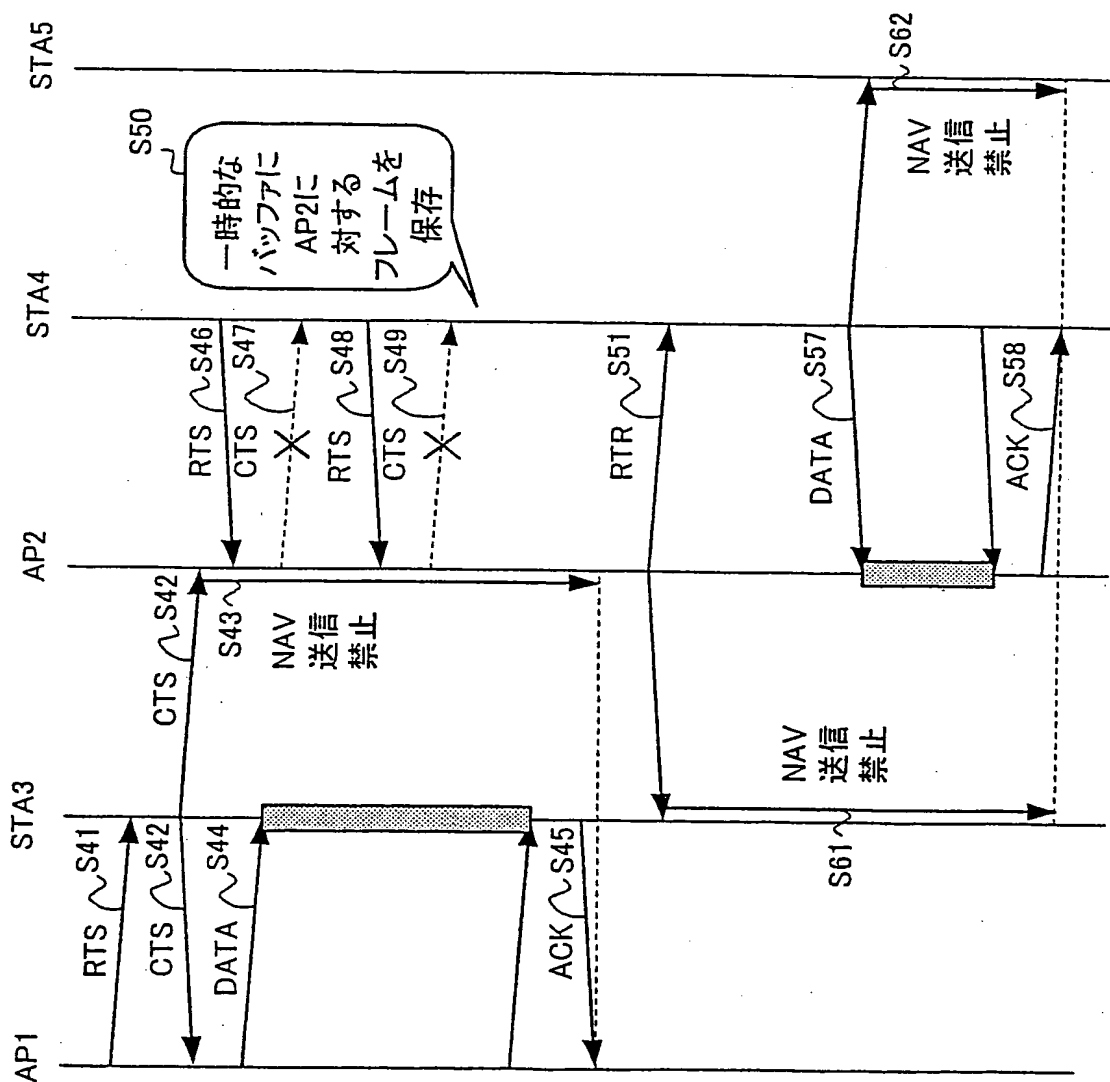 AP1
STA3
AP2
STA4
STA5
RTS
S41
CTS
S42
CTS
S42
S43
NAV
送信
禁止
DATA
S44
RTS
S46
CTS
S47
RTS
S48
CTS
S49
S50
一時的な
バッファに
AP2に
対する
フレームを
保存
ACK
S45
RTR
S51
NAV
送信
禁止
S61
DATA
S57
NAV
送信
禁止
S62
ACK
S58